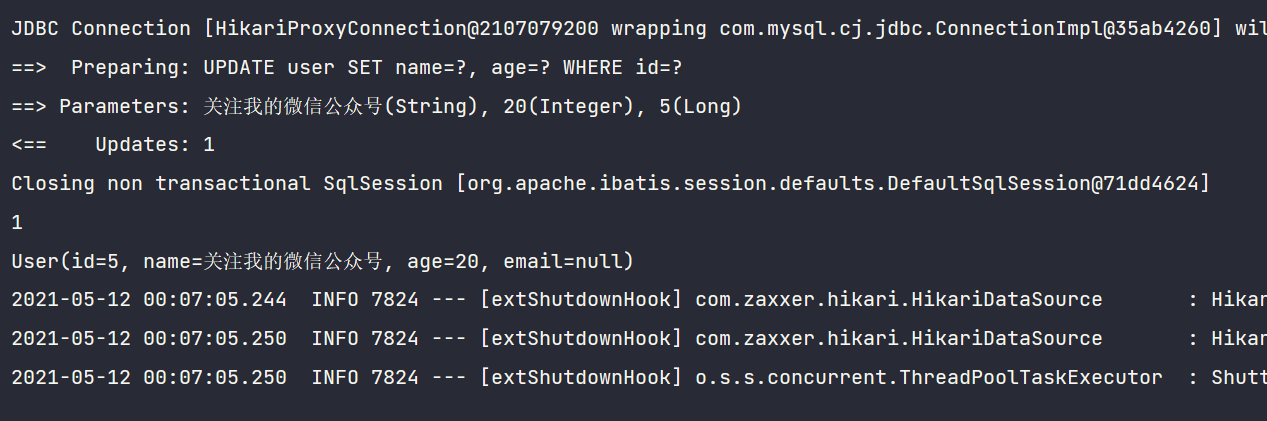 JDBC Connection [HikariProxyConnection@2107079200 wrapping com.mysql.cj.jdbc.ConnectionImpl@35ab4260] wil
==>  Preparing: UPDATE user SET name=?, age=? WHERE id=?
==> Parameters: 关注我的微信公众号(String), 20(Integer), 5(Long)
<==    Updates: 1
Closing non transactional SqlSession [org.apache.ibatis.session.defaults.DefaultSqlSession@71dd4624]
1
User(id=5, name=关注我的微信公众号, age=20, email=null)
2021-05-12 00:07:05.244  INFO 7824 --- [extShutdownHook] com.zaxxer.hikari.HikariDataSource       : Hikar
2021-05-12 00:07:05.250  INFO 7824 --- [extShutdownHook] com.zaxxer.hikari.HikariDataSource       : Hikar
2021-05-12 00:07:05.250  INFO 7824 --- [extShutdownHook] o.s.s.concurrent.ThreadPoolTaskExecutor  : Shutt